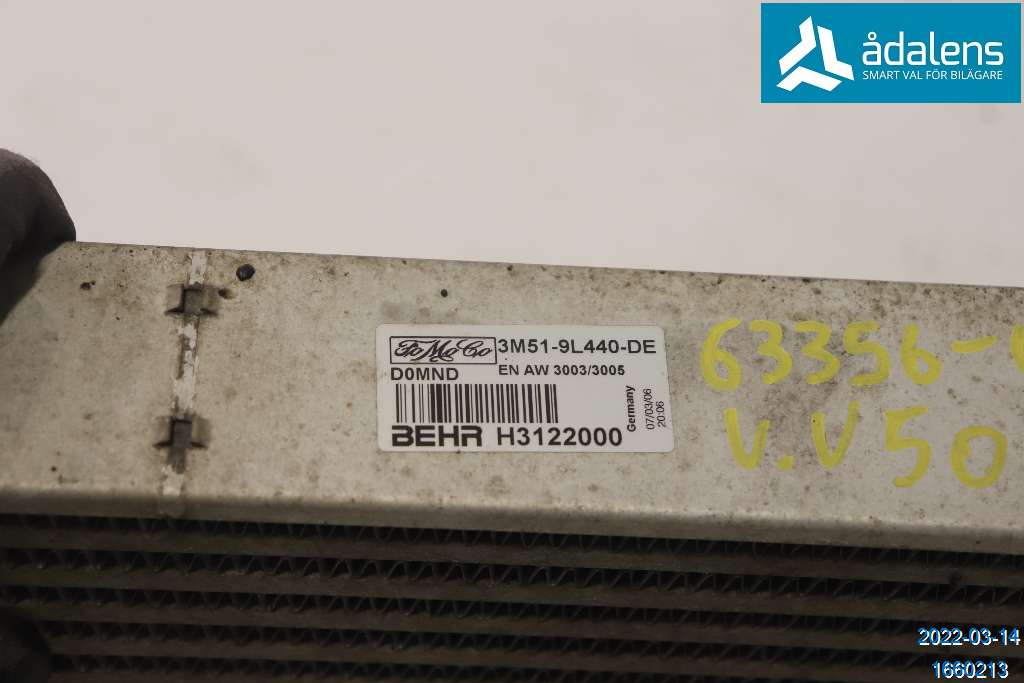 ådalens
SMART VAL FÖR BILÄGARE
FoMoCo 3M51-9L440-DE
D0MND EN AW 3003/3005
BEHR H3122000
Germany
07/03/06
20:06
63356-
V.V50
2022-03-14
1660213